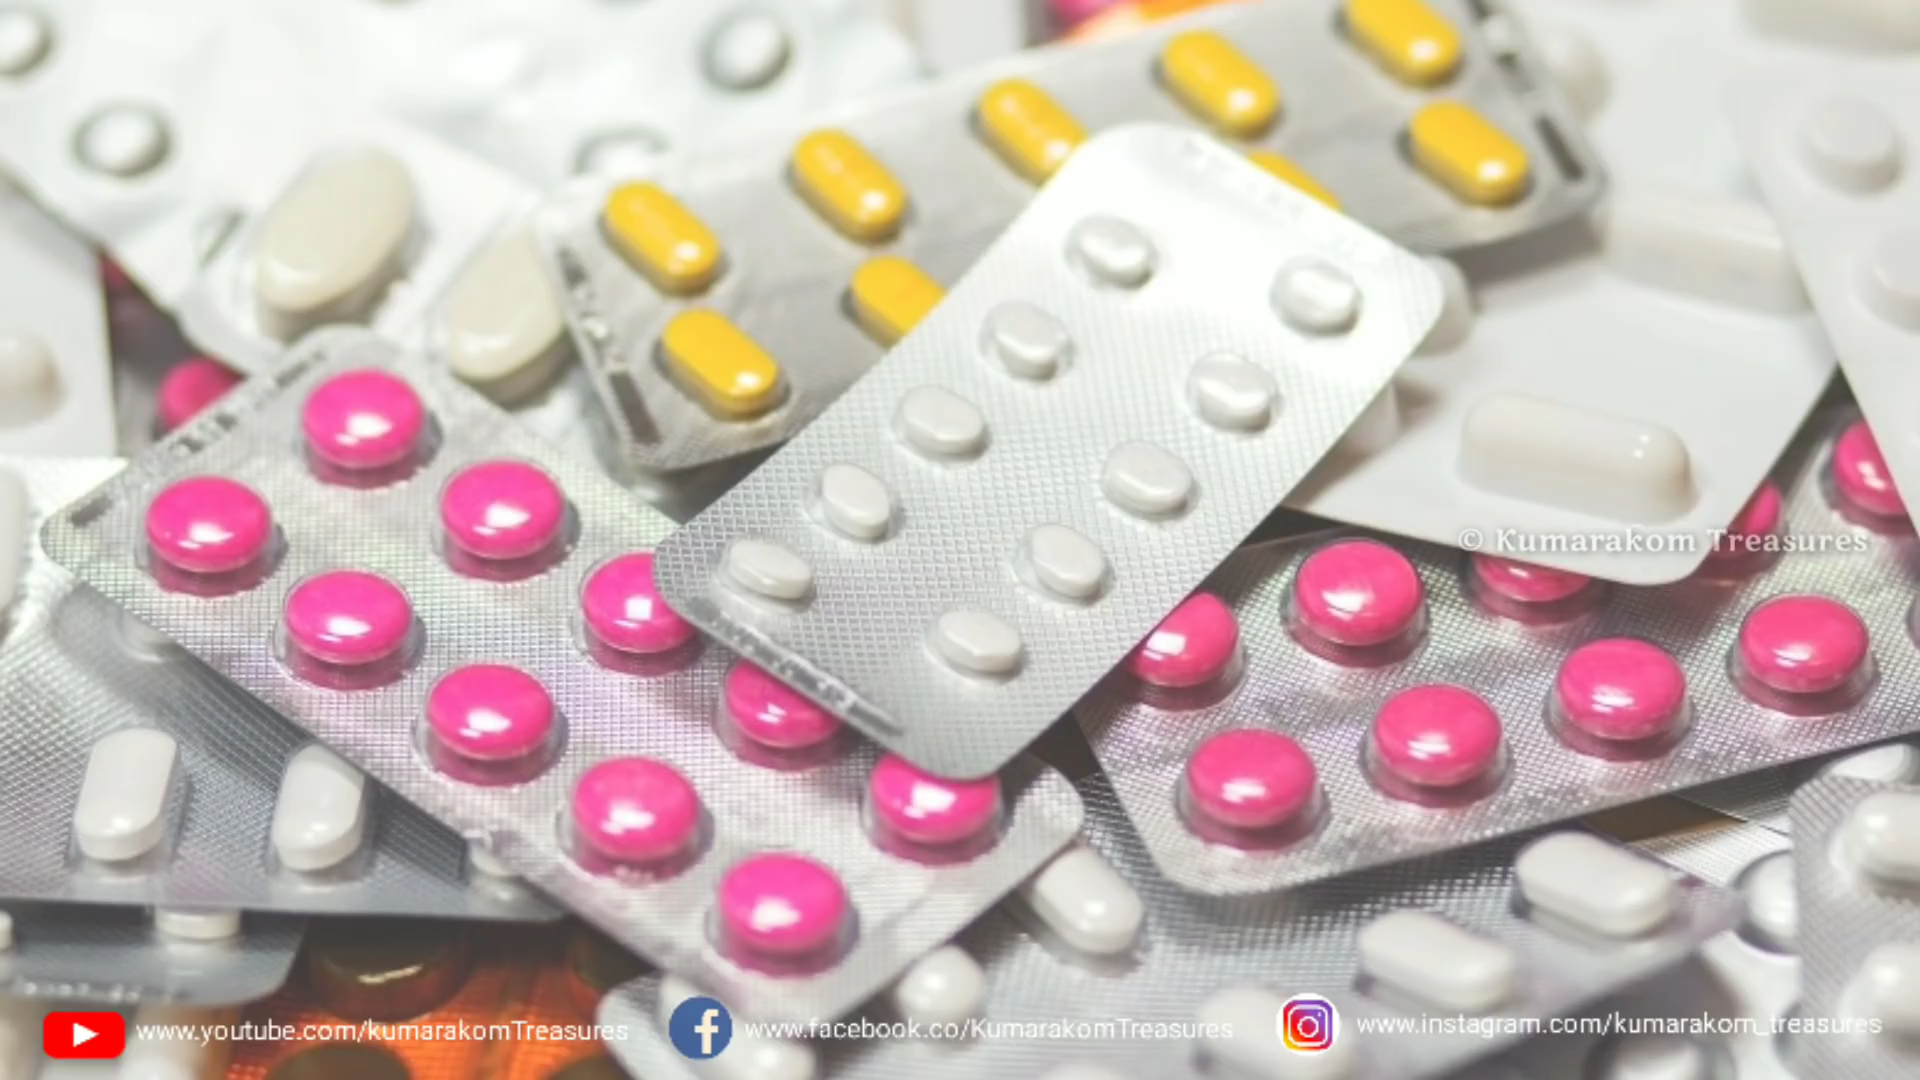 © Kumarakom Treasures
www.youtube.com/kumarakomTreasures
www.facebook.co/KumarakomTreasures
www.instagram.com/kumarakom_treasures